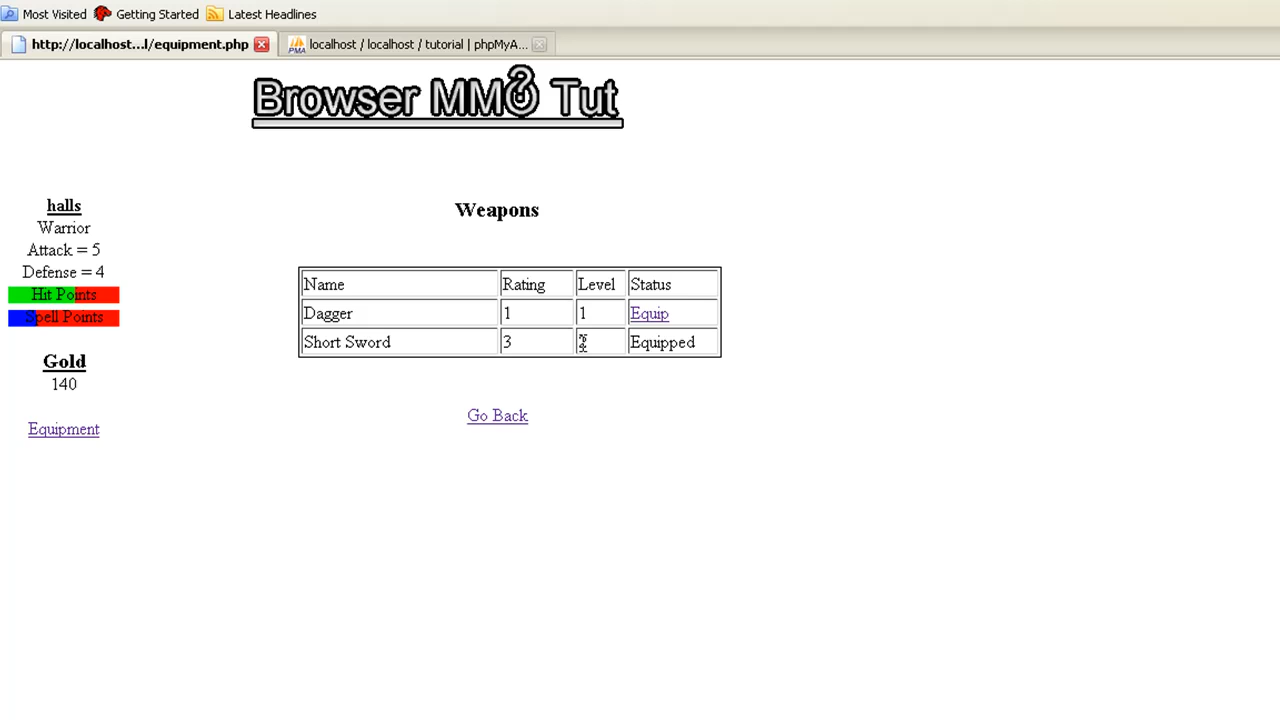 Most Visited Getting Started Latest Headlines
http://localhost...l/equipment.php localhost / localhost / tutorial | phpMyA...
Browser MMO Tut
halls
Warrior
Attack = 5
Defense = 4
Hit Points
Spell Points
Gold
140
Equipment
Weapons
Name Rating Level Status
Dagger 1 1 Equip
Short Sword 3 Equipped
Go Back